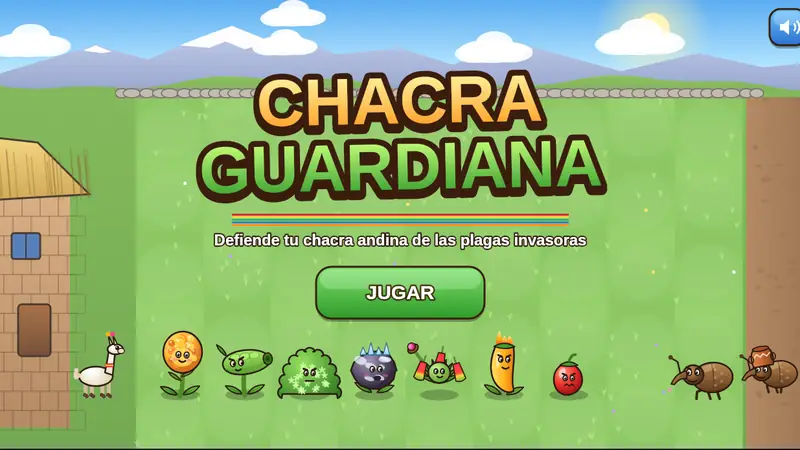 CHACRA
GUARDIANA
Defiende tu chacra andina de las plagas invasoras
JUGAR